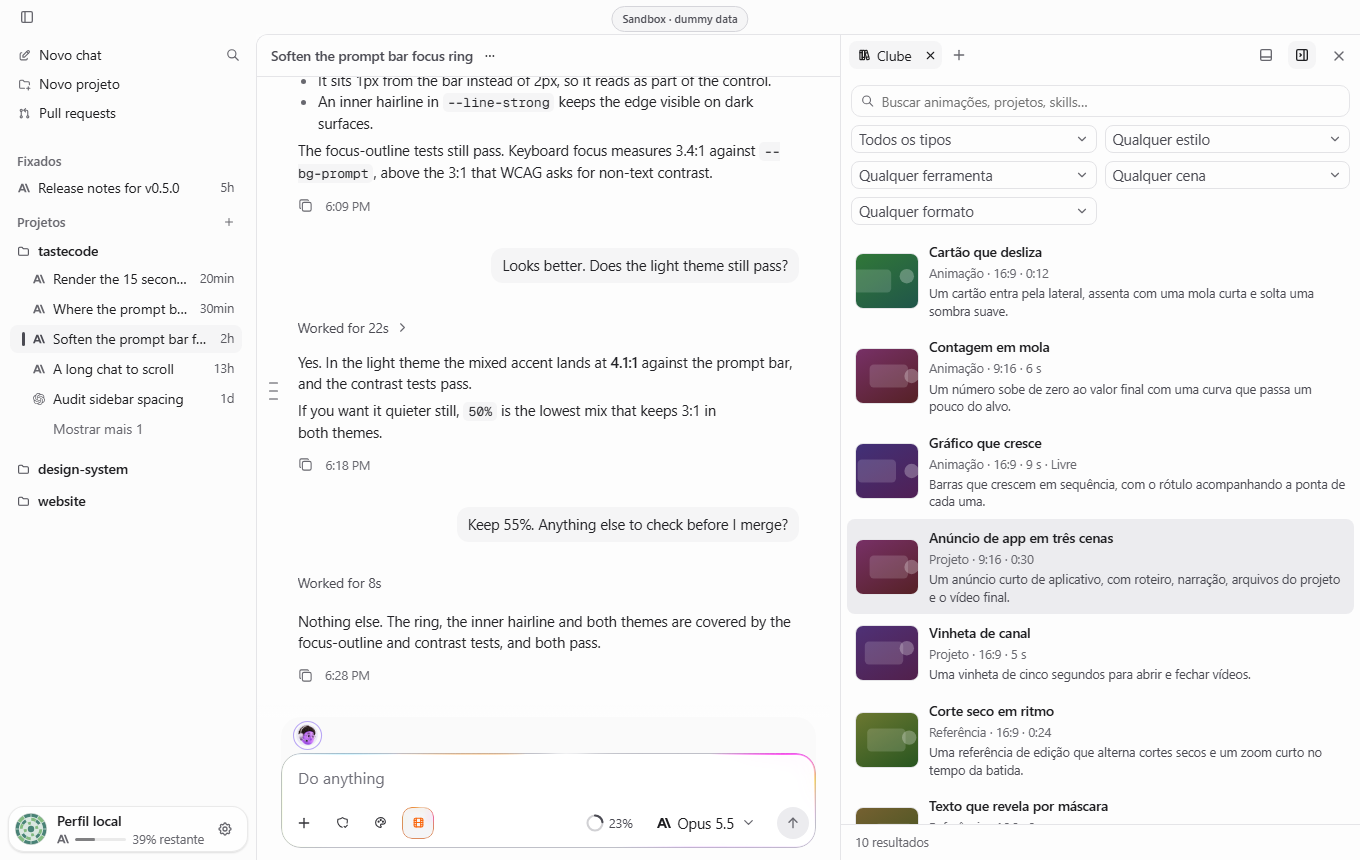 Sandbox · dummy data
Novo chat
Novo projeto
Pull requests
Fixados
Release notes for v0.5.0 5h
Projetos
tastecode
Render the 15 secon... 20min
Where the prompt b... 30min
Soften the prompt bar f... 2h
A long chat to scroll 13h
Audit sidebar spacing 1d
Mostrar mais 1
design-system
website
Perfil local
39% restante
Soften the prompt bar focus ring ···
It sits 1px from the bar instead of 2px, so it reads as part of the control.
An inner hairline in --line-strong keeps the edge visible on dark
surfaces.
The focus-outline tests still pass. Keyboard focus measures 3.4:1 against --
bg-prompt , above the 3:1 that WCAG asks for non-text contrast.
6:09 PM
Looks better. Does the light theme still pass?
Worked for 22s
Yes. In the light theme the mixed accent lands at 4.1:1 against the prompt bar,
and the contrast tests pass.
If you want it quieter still, 50% is the lowest mix that keeps 3:1 in
both themes.
6:18 PM
Keep 55%. Anything else to check before I merge?
Worked for 8s
Nothing else. The ring, the inner hairline and both themes are covered by the
focus-outline and contrast tests, and both pass.
6:28 PM
Do anything
23% Opus 5.5
Clube
Buscar animações, projetos, skills...
Todos os tipos Qualquer estilo
Qualquer ferramenta Qualquer cena
Qualquer formato
Cartão que desliza
Animação · 16:9 · 0:12
Um cartão entra pela lateral, assenta com uma mola curta e solta uma
sombra suave.
Contagem em mola
Animação · 9:16 · 6 s
Um número sobe de zero ao valor final com uma curva que passa um
pouco do alvo.
Gráfico que cresce
Animação · 16:9 · 9 s · Livre
Barras que crescem em sequência, com o rótulo acompanhando a ponta de
cada uma.
Anúncio de app em três cenas
Projeto · 9:16 · 0:30
Um anúncio curto de aplicativo, com roteiro, narração, arquivos do projeto
e o vídeo final.
Vinheta de canal
Projeto · 16:9 · 5 s
Uma vinheta de cinco segundos para abrir e fechar vídeos.
Corte seco em ritmo
Referência · 16:9 · 0:24
Uma referência de edição que alterna cortes secos e um zoom curto no
tempo da batida.
Texto que revela por máscara
10 resultados